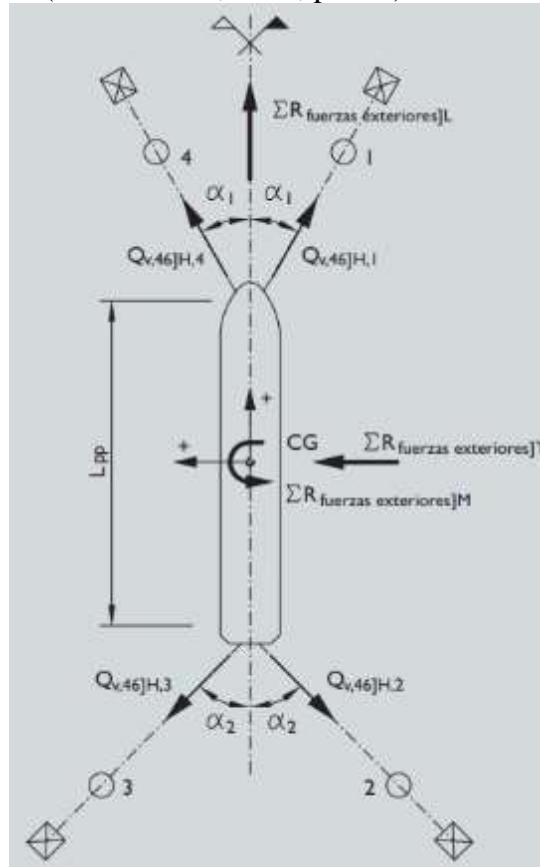 ΣR fuerzas exteriores]L
4
1
α1
α1
Qv,46]H,4
Qv,46]H,1
+
CG
+
ΣR fuerzas exteriores]T
Lpp
ΣR fuerzas exteriores]M
Qv,46]H,3
Qv,46]H,2
α2
α2
3
2